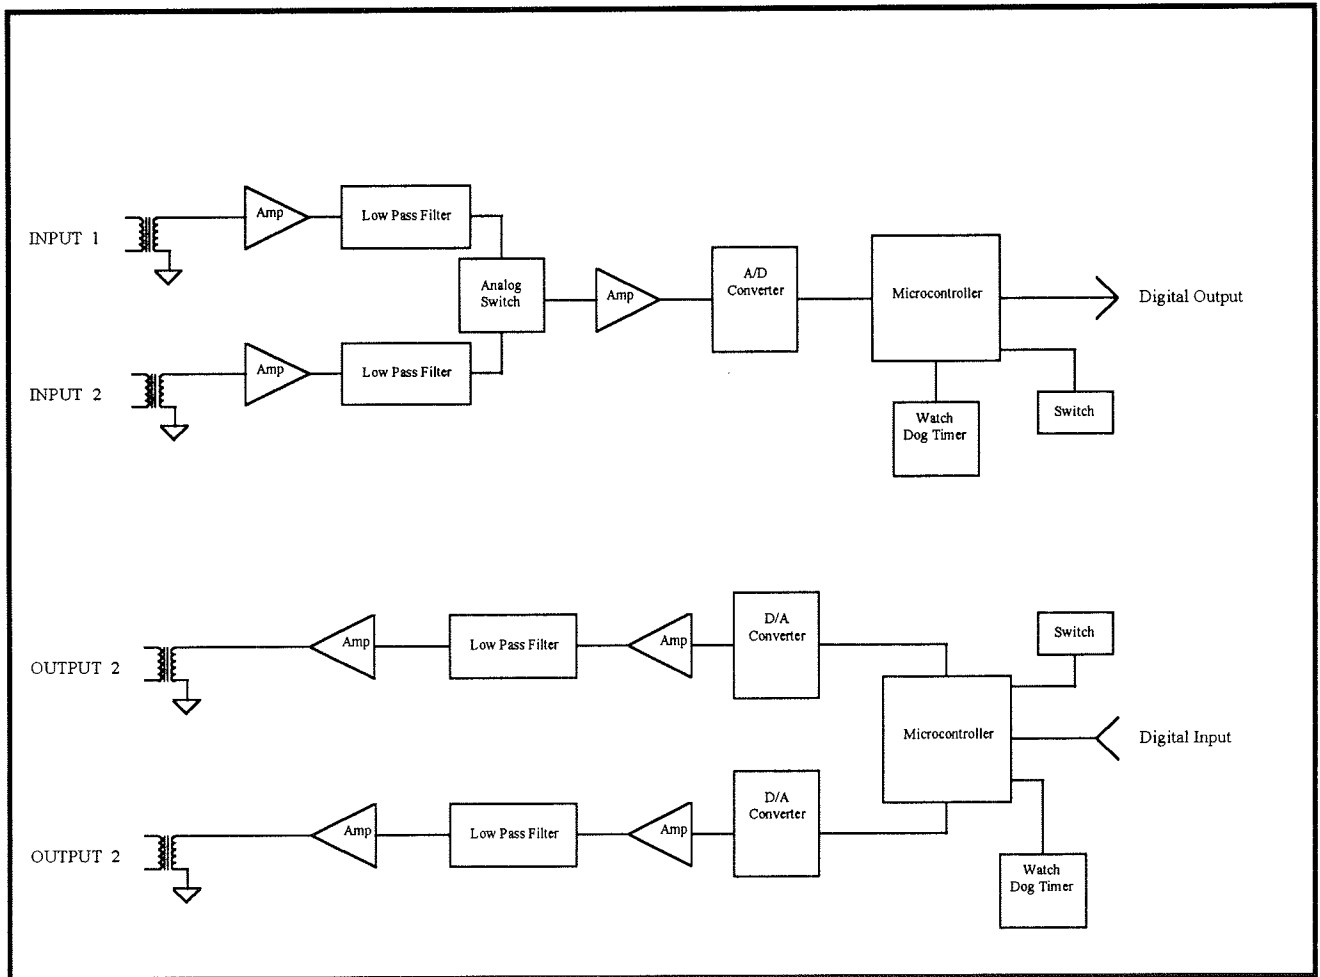 INPUT 1
Amp
Low Pass Filter
Analog
Switch
Amp
A/D
Converter
Microcontroller
Digital Output
INPUT 2
Amp
Low Pass Filter
Watch
Dog Timer
Switch
OUTPUT 2
Amp
Low Pass Filter
Amp
D/A
Converter
Switch
Microcontroller
Digital Input
OUTPUT 2
Amp
Low Pass Filter
Amp
D/A
Converter
Watch
Dog Timer